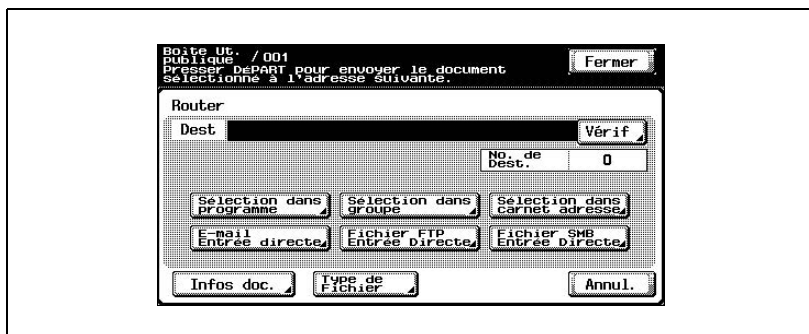 Boîte Ut.
publique / 001
Presser DéPART pour envoyer le document
sélectionné à l'adresse suivante.
Fermer
Router
Dest
Vérif
No. de
Dest.
0
Sélection dans
programme
Sélection dans
groupe
Sélection dans
carnet adresse
E-mail
Entrée directe
Fichier FTP
Entrée Directe
Fichier SMB
Entrée Directe
Infos doc.
Type de
Fichier
Annul.